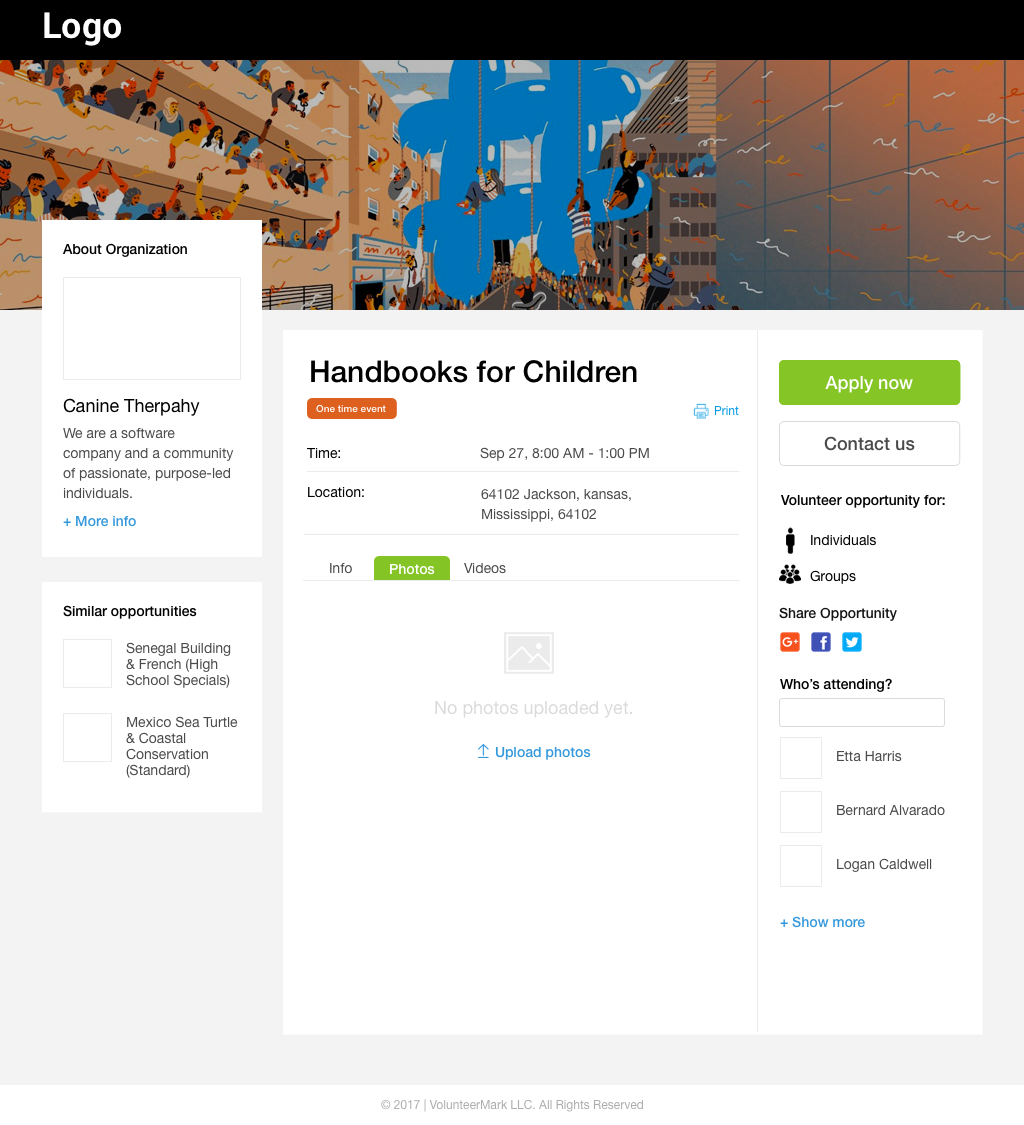 Logo
About Organization
Canine Therpahy
We are a software
company and a community
of passionate, purpose-led
individuals.
+ More info
Similar opportunities
Senegal Building
& French (High
School Specials)
Mexico Sea Turtle
& Coastal
Conservation
(Standard)
Handbooks for Children
One time event
Print
Time:
Sep 27, 8:00 AM - 1:00 PM
Location:
64102 Jackson, kansas,
Mississippi, 64102
Info
Photos
Videos
No photos uploaded yet.
Upload photos
Apply now
Contact us
Volunteer opportunity for:
Individuals
Groups
Share Opportunity
Who's attending?
Etta Harris
Bernard Alvarado
Logan Caldwell
+ Show more
© 2017 | VolunteerMark LLC. All Rights Reserved